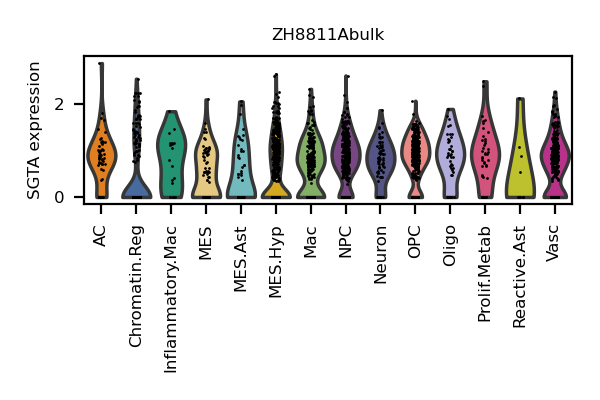 ZH8811Abulk
SGTA expression
2
0
AC
Chromatin.Reg
Inflammatory.Mac
MES
MES.Ast
MES.Hyp
Mac
NPC
Neuron
OPC
Oligo
Prolif.Metab
Reactive.Ast
Vasc